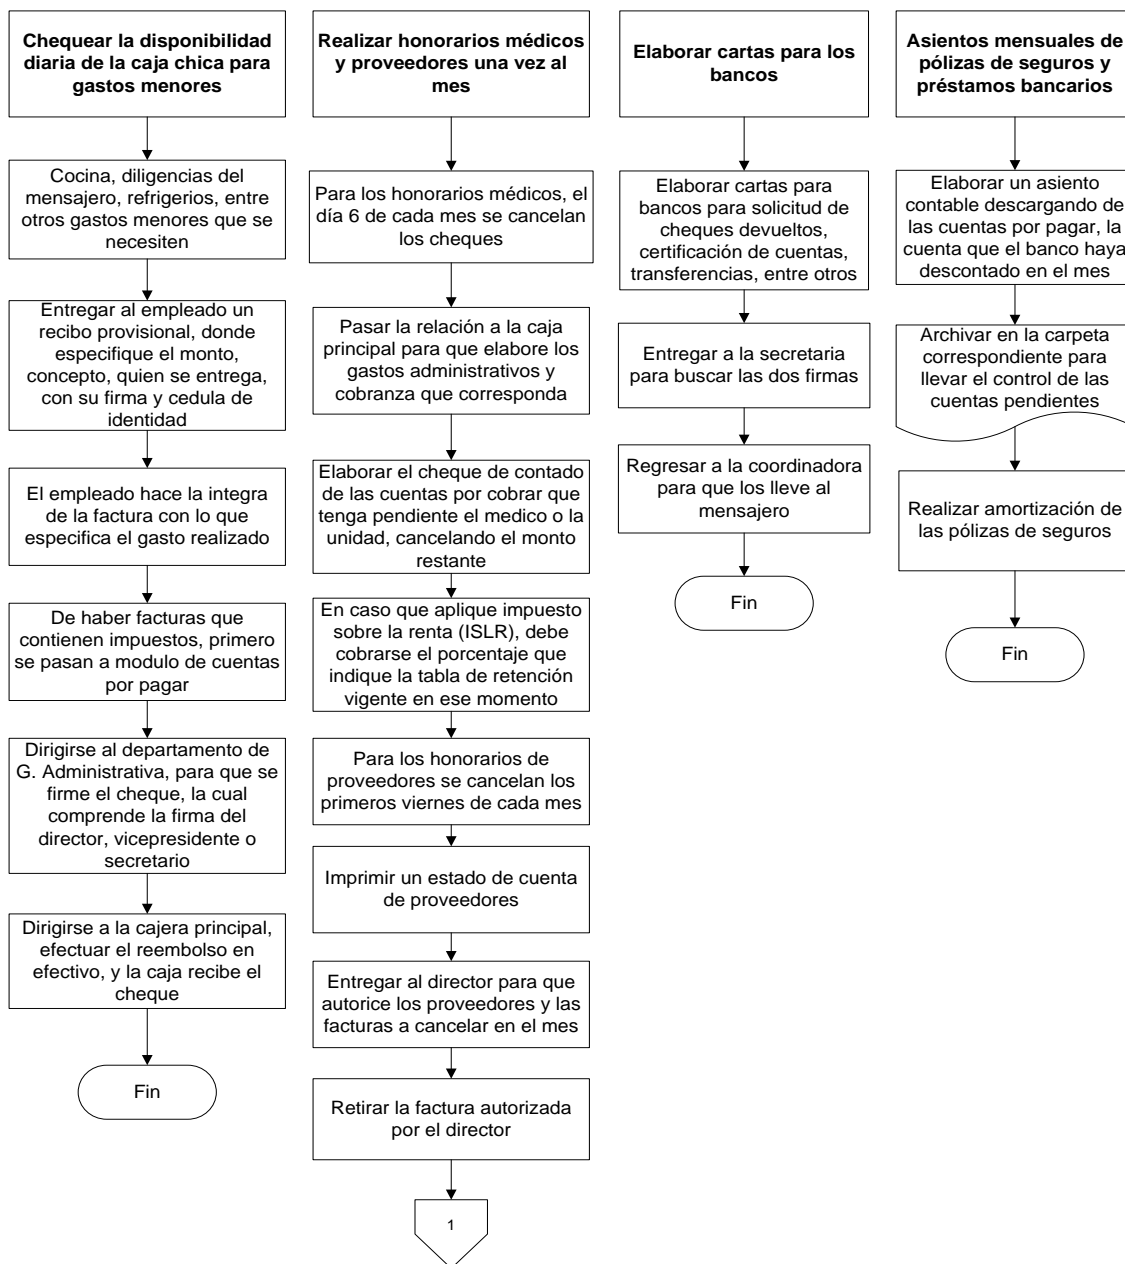 Chequear la disponibilidad
diaria de la caja chica para
gastos menores
Cocina, diligencias del
mensajero, refrigerios, entre
otros gastos menores que se
necesiten
Entregar al empleado un
recibo provisional, donde
especifique el monto,
concepto, quien se entrega,
con su firma y cedula de
identidad
El empleado hace la integra
de la factura con lo que
especifica el gasto realizado
De haber facturas que
contienen impuestos, primero
se pasan a modulo de cuentas
por pagar
Dirigirse al departamento de
G. Administrativa, para que se
firme el cheque, la cual
comprende la firma del
director, vicepresidente o
secretario
Dirigirse a la cajera principal,
efectuar el reembolso en
efectivo, y la caja recibe el
cheque
Fin
Realizar honorarios médicos
y proveedores una vez al
mes
Para los honorarios médicos, el
día 6 de cada mes se cancelan
los cheques
Pasar la relación a la caja
principal para que elabore los
gastos administrativos y
cobranza que corresponda
Elaborar el cheque de contado
de las cuentas por cobrar que
tenga pendiente el medico o la
unidad, cancelando el monto
restante
En caso que aplique impuesto
sobre la renta (ISLR), debe
cobrarse el porcentaje que
indique la tabla de retención
vigente en ese momento
Para los honorarios de
proveedores se cancelan los
primeros viernes de cada mes
Imprimir un estado de cuenta
de proveedores
Entregar al director para que
autorice los proveedores y las
facturas a cancelar en el mes
Retirar la factura autorizada
por el director
1
Elaborar cartas para los
bancos
Elaborar cartas para
bancos para solicitud de
cheques devueltos,
certificación de cuentas,
transferencias, entre otros
Entregar a la secretaria
para buscar las dos firmas
Regresar a la coordinadora
para que los lleve al
mensajero
Fin
Asientos mensuales de
pólizas de seguros y
préstamos bancarios
Elaborar un asiento
contable descargando de
las cuentas por pagar, la
cuenta que el banco haya
descontado en el mes
Archivar en la carpeta
correspondiente para
llevar el control de las
cuentas pendientes
Realizar amortización de
las pólizas de seguros
Fin